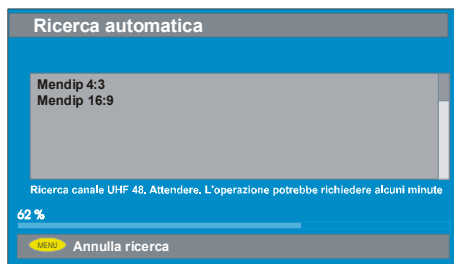 Ricerca automatica
Mendip 4:3
Mendip 16:9
Ricerca canale UHF 48. Attendere. L'operazione potrebbe richiedere alcuni minute
62 %
MENU Annulla ricerca